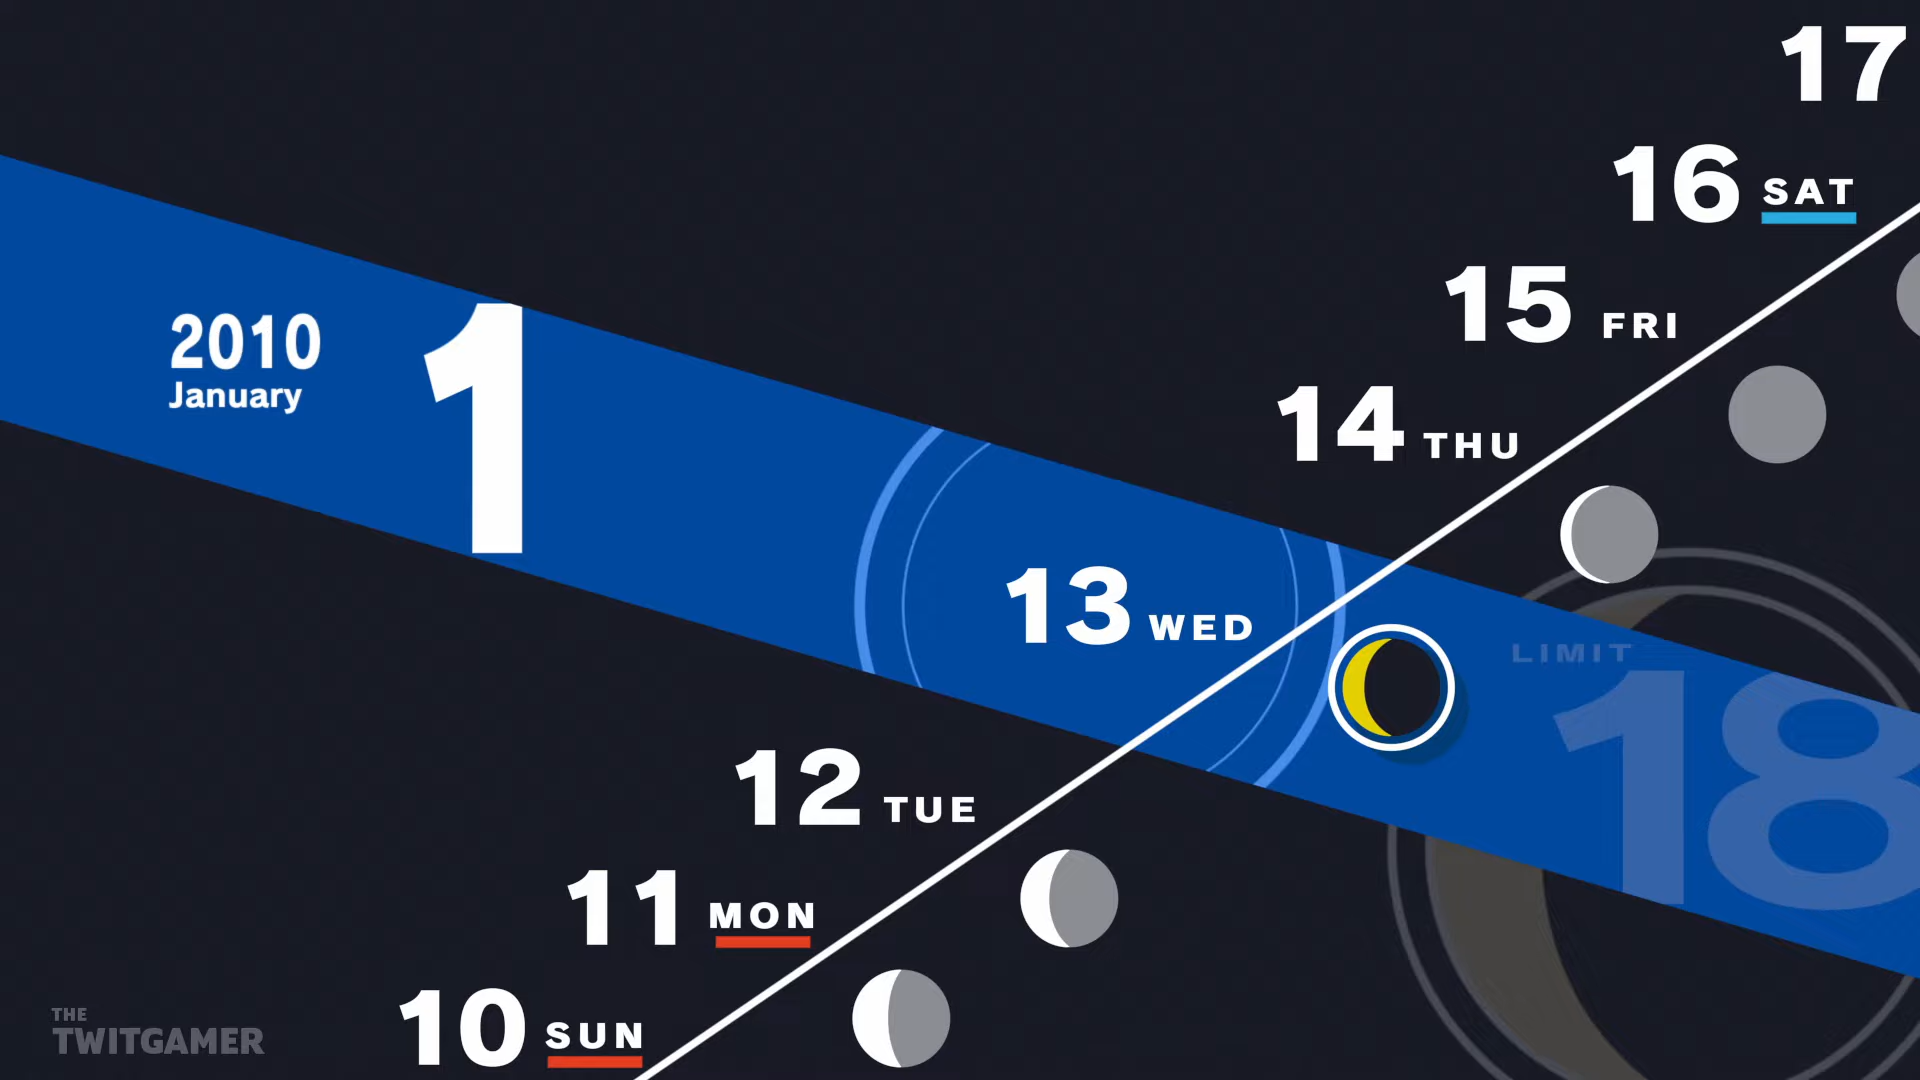 17
16 SAT
15 FRI
14 THU
2010
January
1
13 WED
LIMIT
18
12 TUE
11 MON
10 SUN
THE
TWITGAMER